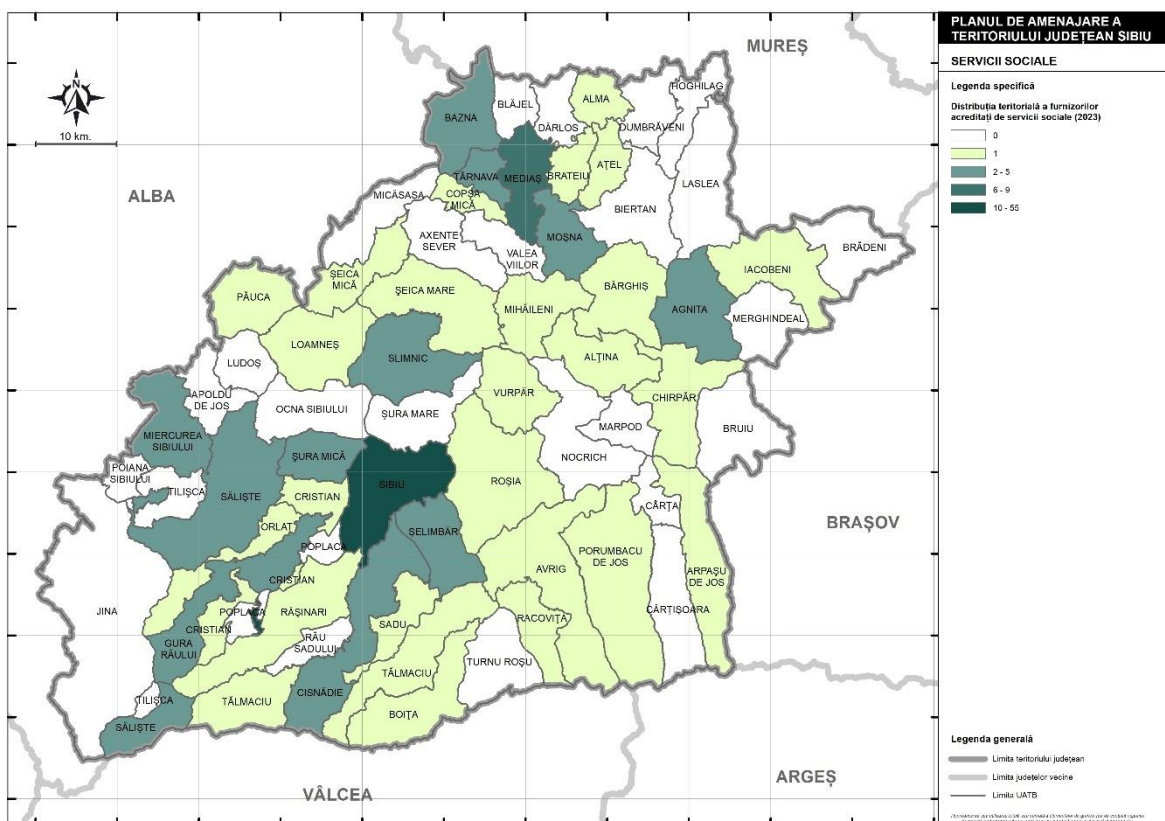 PLANUL DE AMENAJARE A
TERITORIULUI JUDEȚEAN SIBIU
SERVICII SOCIALE
Legenda specifică
Distribuția teritorială a furnizorilor
acreditați de servicii sociale (2023)
0
1
2 - 5
6 - 9
10 - 55
N
10 km.
MUREȘ
ALBA
BRAȘOV
ARGEȘ
VÂLCEA
HOGHILAG
BLĂJEL
ALMA
BAZNA
DÂRLOS
DUMBRĂVENI
TÂRNAVA
MEDIAȘ
BRATEIU
AȚEL
LASLEA
MICĂSASA
COPȘA
MICĂ
BIERTAN
AXENTE
SEVER
MOȘNA
VALEA
VIILOR
BRĂDENI
IACOBENI
ȘEICA
MICĂ
ȘEICA MARE
BÂRGHIȘ
PĂUCA
MIHĂILENI
AGNITA
MERGHINDEAL
LOAMNEȘ
SLIMNIC
ALȚINA
LUDOȘ
VURPĂR
CHIRPĂR
APOLDU
DE JOS
OCNA SIBIULUI
ȘURA MARE
MARPOD
BRUIU
MIERCUREA
SIBIULUI
ȘURA MICĂ
NOCRICH
POIANA
SIBIULUI
TILIȘCA
SĂLIȘTE
CRISTIAN
SIBIU
ROȘIA
CÂRȚA
ORLAT
ȘELIMBĂR
POPLACA
PORUMBACU
DE JOS
AVRIG
ARPAȘU
DE JOS
CRISTIAN
JINA
POPLACA
RĂȘINARI
CÂRȚIȘOARA
RACOVIȚA
CRISTIAN
SADU
GURA
RÂULUI
RÂU
SADULUI
TURNU ROȘU
TĂLMACIU
CISNĂDIE
TILIȘCA
TĂLMACIU
BOIȚA
SĂLIȘTE
Legenda generală
Limita teritoriului județean
Limita județelor vecine
Limita UATB